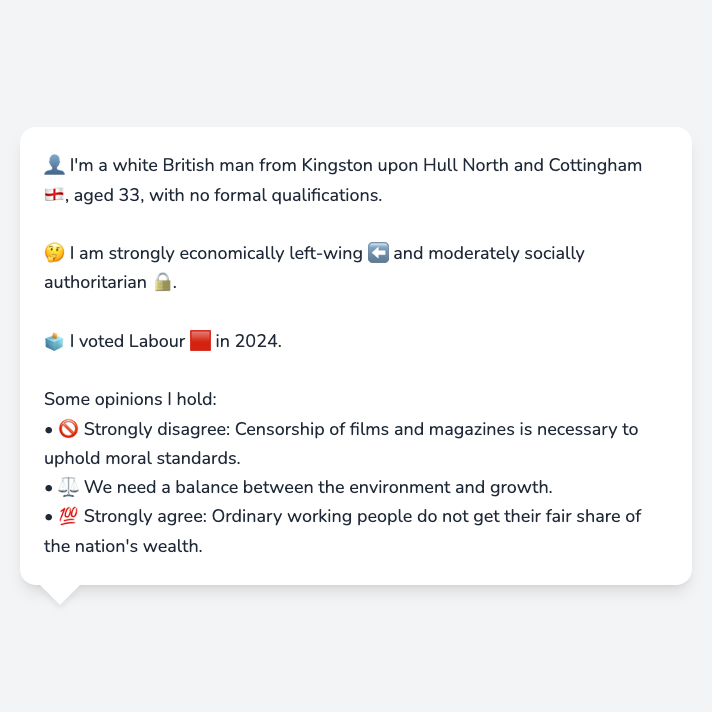 👤 I'm a white British man from Kingston upon Hull North and Cottingham
🏴󠁧󠁢󠁥󠁮󠁧󠁿, aged 33, with no formal qualifications.
🤔 I am strongly economically left-wing ⬅️ and moderately socially
authoritarian 🔒.
🗳️ I voted Labour 🟥 in 2024.
Some opinions I hold:
• 🚫 Strongly disagree: Censorship of films and magazines is necessary to
uphold moral standards.
• ⚖️ We need a balance between the environment and growth.
• 💯 Strongly agree: Ordinary working people do not get their fair share of
the nation's wealth.